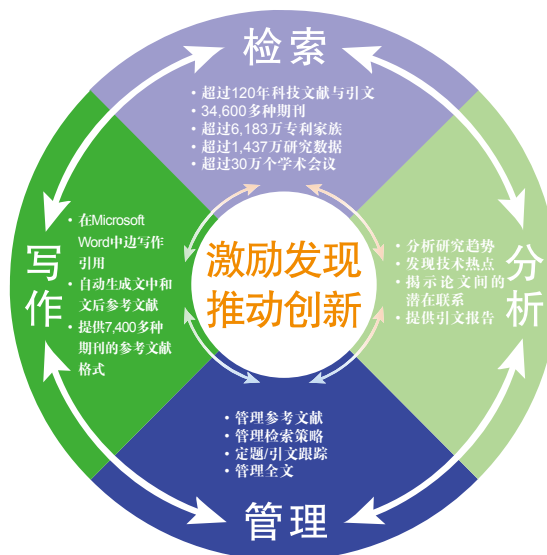 检索
• 超过120年科技文献与引文
• 34,600多种期刊
• 超过6,183万专利家族
• 超过1,437万研究数据
• 超过30万个学术会议
写作
• 在Microsoft
Word中边写作
引用
• 自动生成文中和
文后参考文献
• 提供7,400多种
期刊的参考文献
格式
激励发现
推动创新
• 分析研究趋势
• 发现技术热点
• 揭示论文间的
潜在联系
• 提供引文报告
分析
• 管理参考文献
• 管理检索策略
• 定题/引文跟踪
• 管理全文
管理